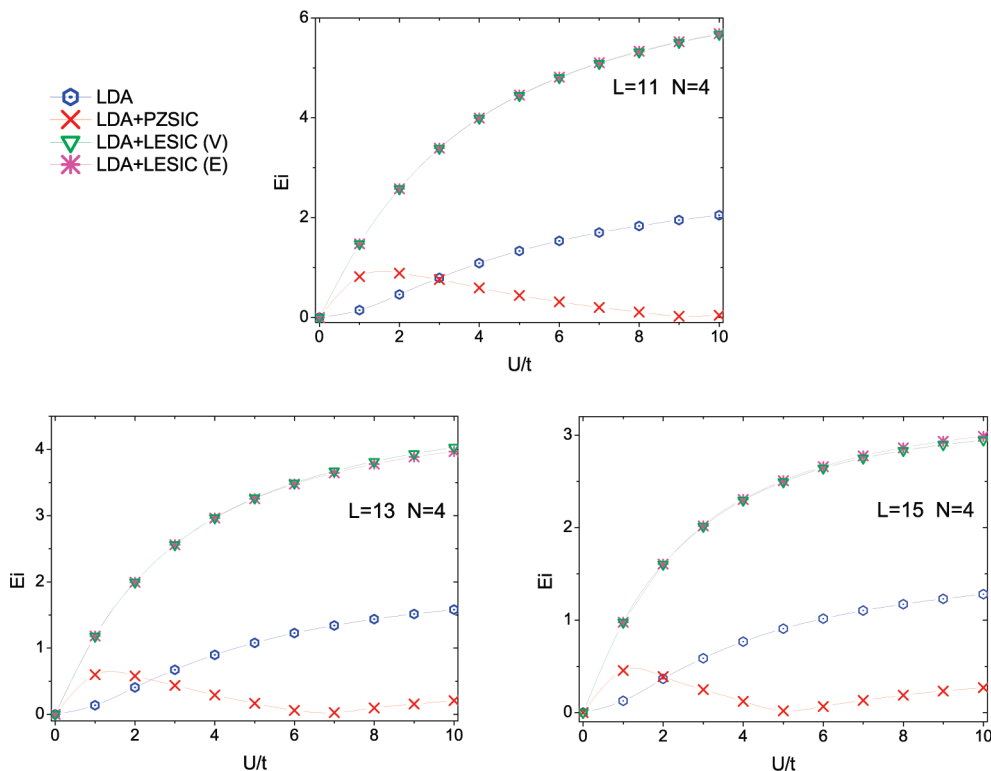 LDA
LDA+PZSIC
LDA+LESIC (V)
LDA+LESIC (E)
6
4
2
0
Ei
L=11 N=4
0 2 4 6 8 10
U/t
4
3
2
1
0
Ei
L=13 N=4
0 2 4 6 8 10
U/t
3
2
1
0
Ei
L=15 N=4
0 2 4 6 8 10
U/t